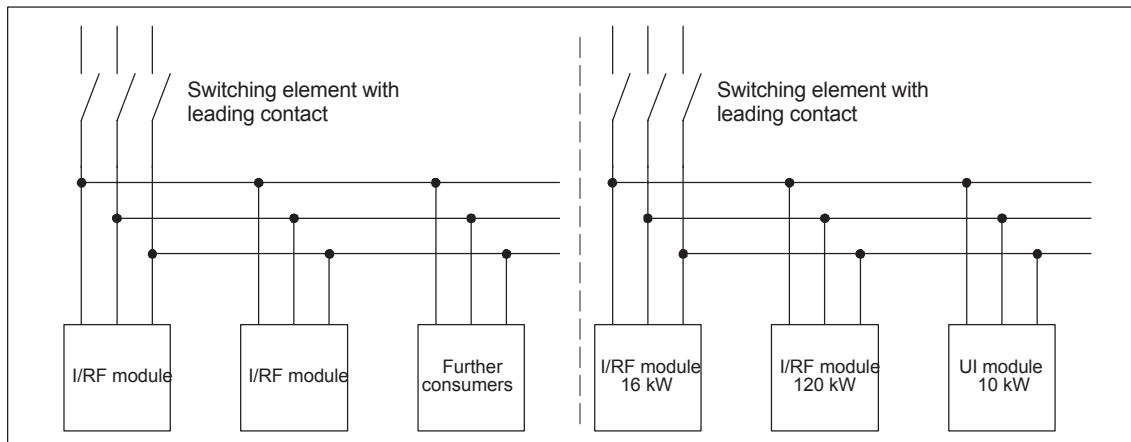 Switching element with
leading contact
Switching element with
leading contact
I/RF module
I/RF module
Further
consumers
I/RF module
16 kW
I/RF module
120 kW
UI module
10 kW